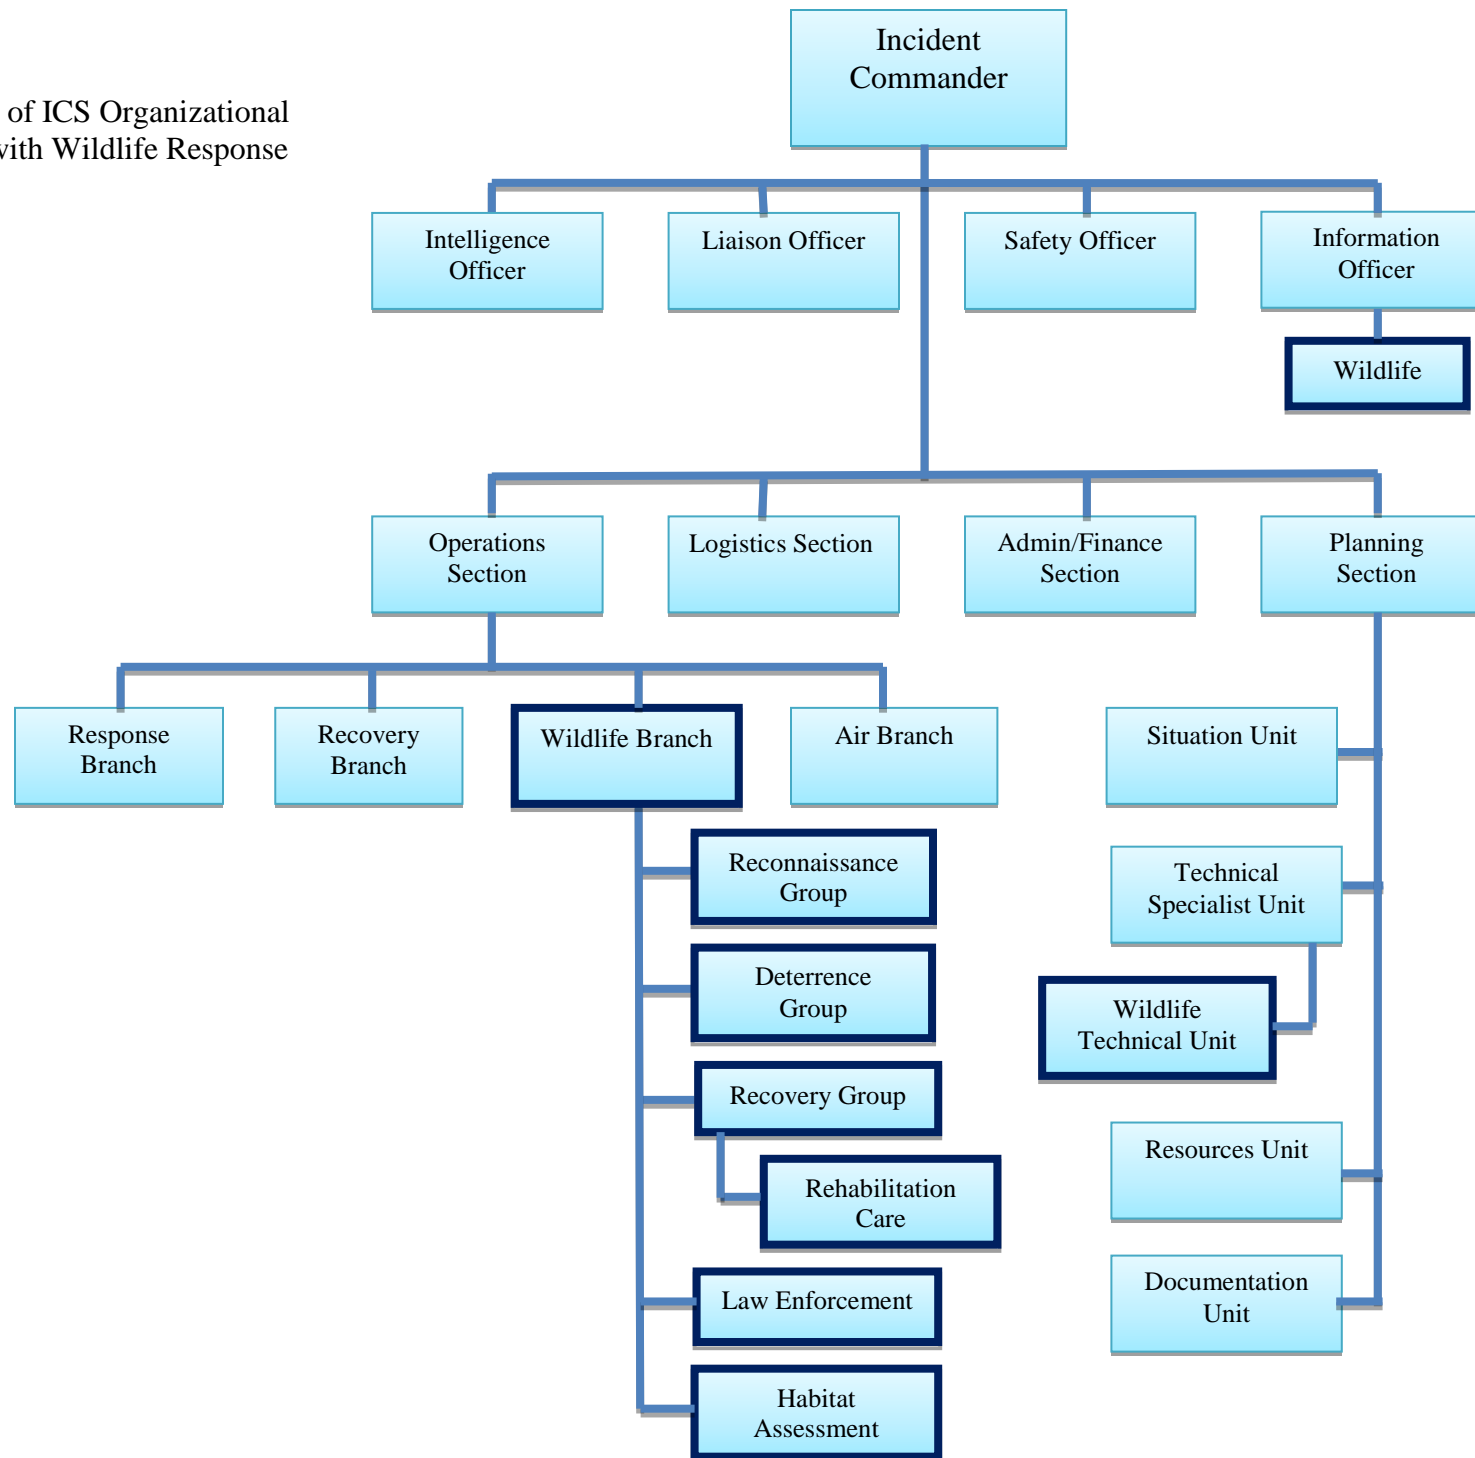 Incident
Commander
of ICS Organizational
with Wildlife Response
Intelligence
Officer
Liaison Officer
Safety Officer
Information
Officer
Wildlife
Operations
Section
Logistics Section
Admin/Finance
Section
Planning
Section
Response
Branch
Recovery
Branch
Wildlife Branch
Air Branch
Reconnaissance
Group
Deterrence
Group
Recovery Group
Rehabilitation
Care
Law Enforcement
Habitat
Assessment
Situation Unit
Technical
Specialist Unit
Wildlife
Technical Unit
Resources Unit
Documentation
Unit